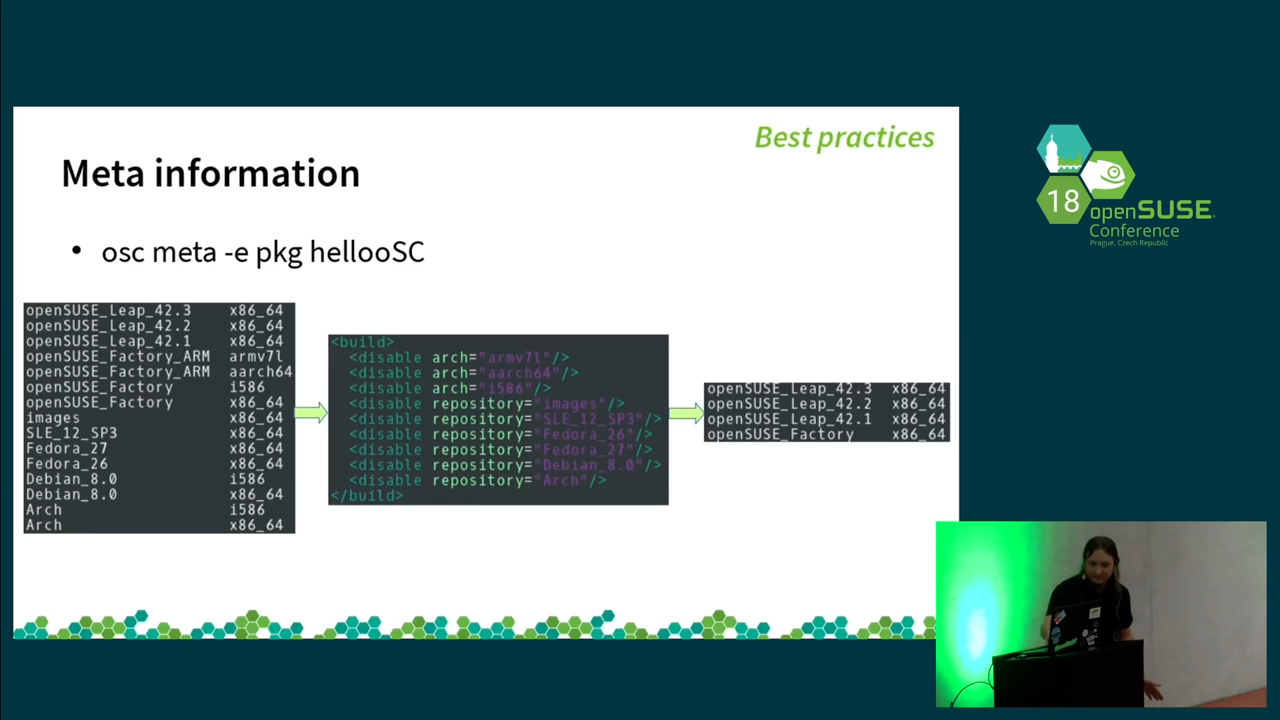 Best practices
Meta information
• osc meta -e pkg hellooSC
openSUSE_Leap_42.3 x86_64
openSUSE_Leap_42.2 x86_64
openSUSE_Leap_42.1 x86_64
openSUSE_Factory_ARM armv7l
openSUSE_Factory_ARM aarch64
openSUSE_Factory i586
openSUSE_Factory x86_64
images x86_64
SLE_12_SP3 x86_64
Fedora_27 x86_64
Fedora_26 x86_64
Debian_8.0 i586
Debian_8.0 x86_64
Arch i586
Arch x86_64
<build>
<disable arch="armv7l"/>
<disable arch="aarch64"/>
<disable arch="i586"/>
<disable repository="images"/>
<disable repository="SLE_12_SP3"/>
<disable repository="Fedora_26"/>
<disable repository="Fedora_27"/>
<disable repository="Debian_8.0"/>
<disable repository="Arch"/>
</build>
openSUSE_Leap_42.3 x86_64
openSUSE_Leap_42.2 x86_64
openSUSE_Leap_42.1 x86_64
openSUSE_Factory x86_64
18
openSUSE
Conference
Prague, Czech Republic